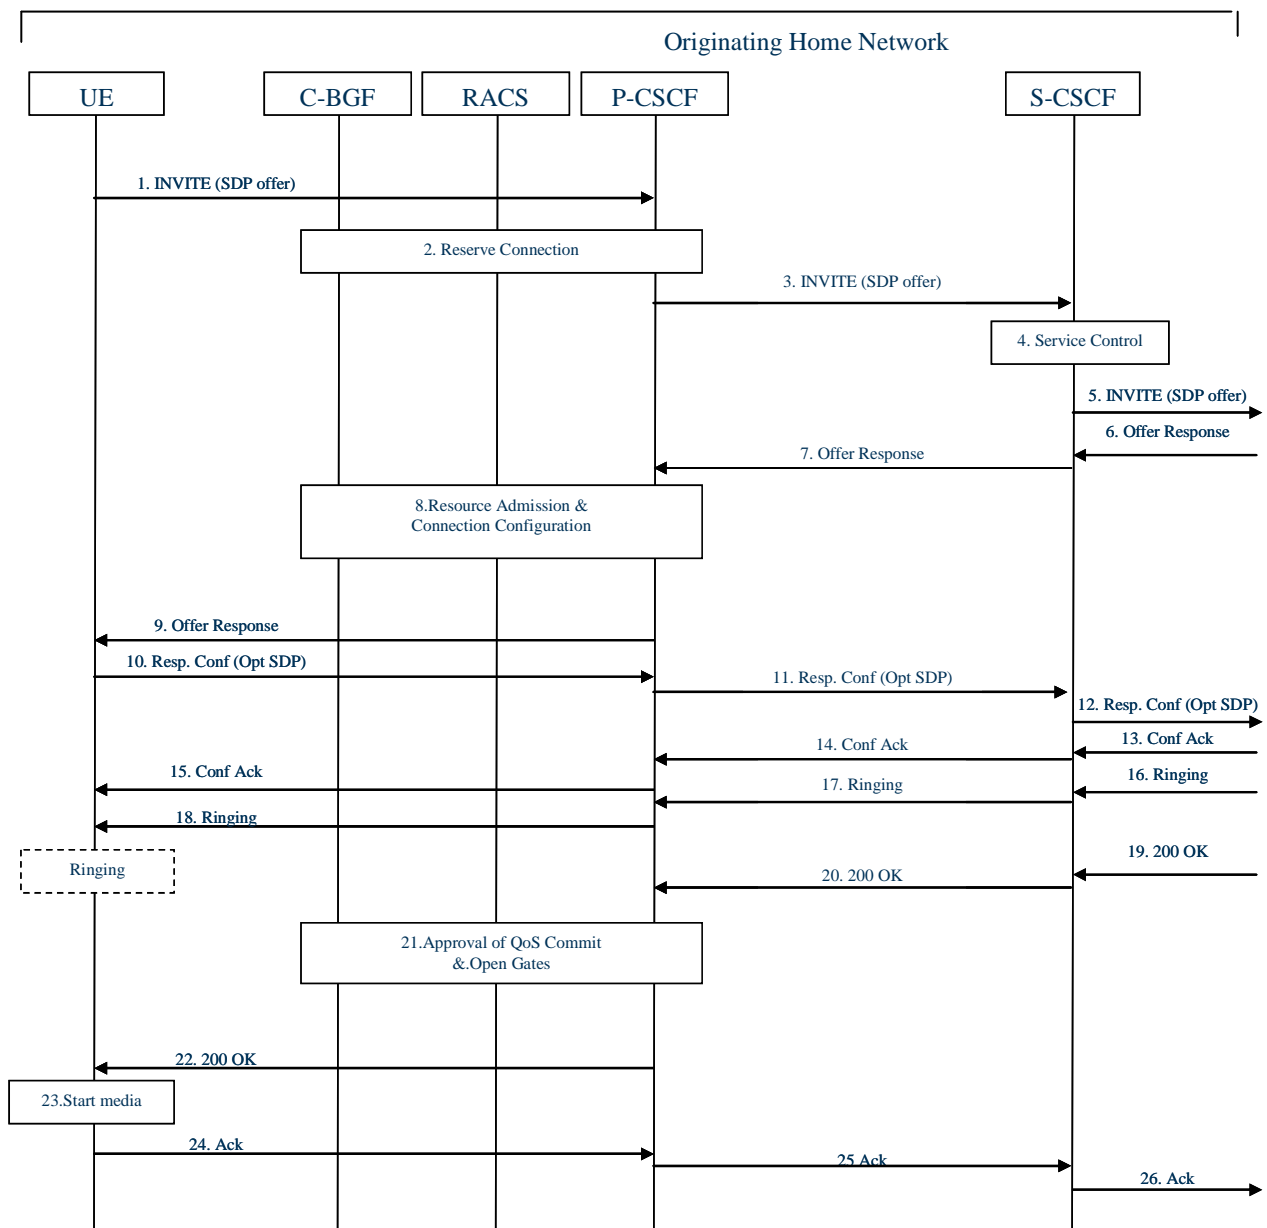 Originating Home Network
UE
C-BGF
RACS
P-CSCF
S-CSCF
1. INVITE (SDP offer)
2. Reserve Connection
3. INVITE (SDP offer)
4. Service Control
5. INVITE (SDP offer)
6. Offer Response
7. Offer Response
8.Resource Admission &
Connection Configuration
9. Offer Response
10. Resp. Conf (Opt SDP)
11. Resp. Conf (Opt SDP)
12. Resp. Conf (Opt SDP)
13. Conf Ack
14. Conf Ack
15. Conf Ack
16. Ringing
17. Ringing
18. Ringing
Ringing
19. 200 OK
20. 200 OK
21.Approval of QoS Commit
&.Open Gates
22. 200 OK
23.Start media
24. Ack
25 Ack
26. Ack